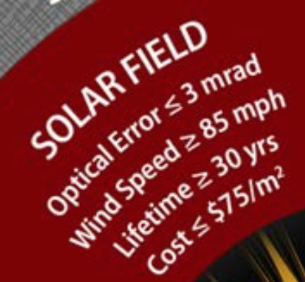 SOLAR FIELD
Optical Error ≤ 3 mrad
Wind Speed ≥ 85 mph
Lifetime ≥ 30 yrs
Cost ≤ $75/m²